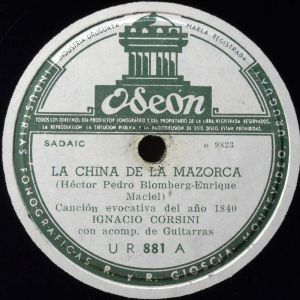 INDUSTRIA URUGUAYA
MARCA REGISTRADA
Odeón
TODOS LOS DERECHOS DEL PRODUCTOR FONOGRAFICO Y DEL PROPIETARIO DE LA OBRA REGISTRADA RESERVADOS.
LA REPRODUCCION LA EJECUCION PUBLICA Y LA RADIODIFUSION DE ESTE DISCO ESTAN PROHIBIDAS.
SADAIC
e 9823
LA CHINA DE LA MAZORCA
(Héctor Pedro Blomberg-Enrique
Maciel)
Canción evocativa del año 1840
IGNACIO CORSINI
con acomp. de Guitarras
UR 881 A
INDUSTRIAS FONOGRAFICAS R. y R. GIOSCIA MONTEVIDEO URUGUAY